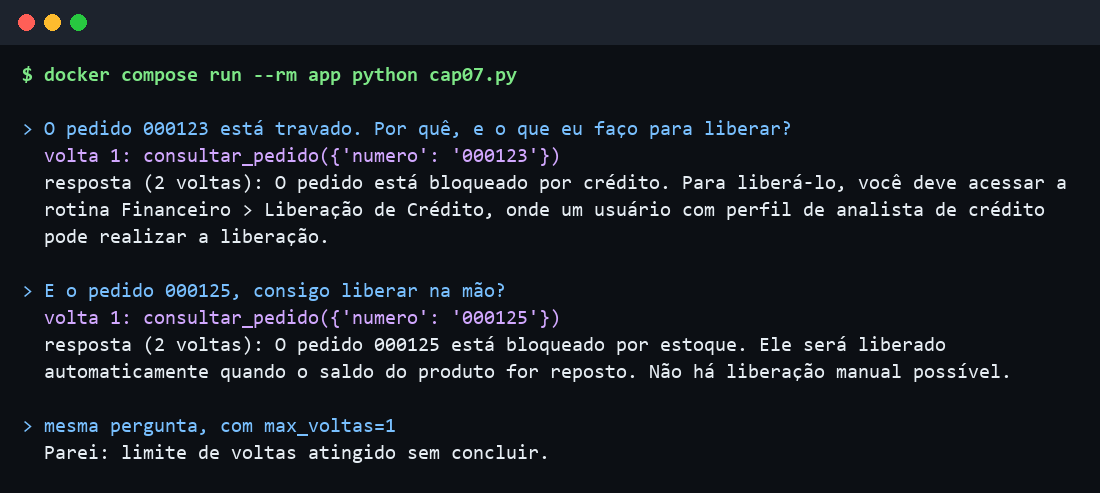 $ docker compose run --rm app python cap07.py
> O pedido 000123 está travado. Por quê, e o que eu faço para liberar?
volta 1: consultar_pedido({'numero': '000123'})
resposta (2 voltas): O pedido está bloqueado por crédito. Para liberá-lo, você deve acessar a
rotina Financeiro > Liberação de Crédito, onde um usuário com perfil de analista de crédito
pode realizar a liberação.
> E o pedido 000125, consigo liberar na mão?
volta 1: consultar_pedido({'numero': '000125'})
resposta (2 voltas): O pedido 000125 está bloqueado por estoque. Ele será liberado
automaticamente quando o saldo do produto for reposto. Não há liberação manual possível.
> mesma pergunta, com max_voltas=1
Parei: limite de voltas atingido sem concluir.